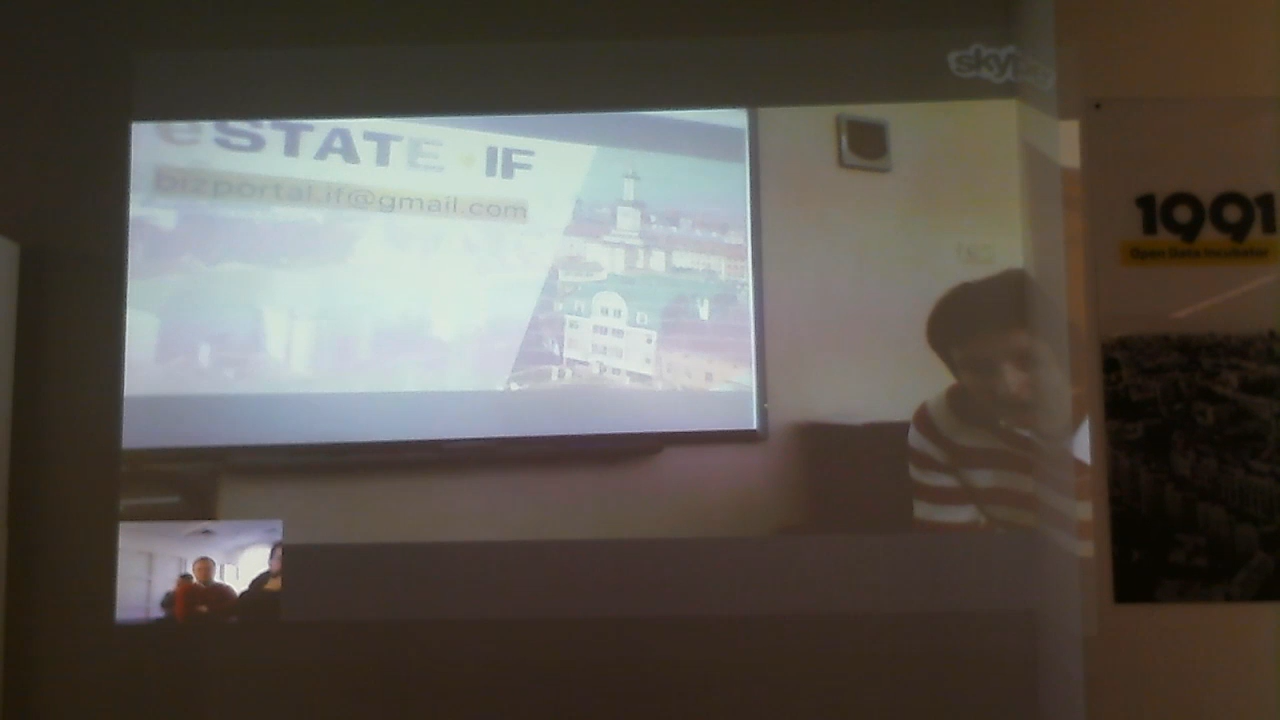 skype
eSTATE IF
bizportal.if@gmail.com
1991
Open Data Incubator